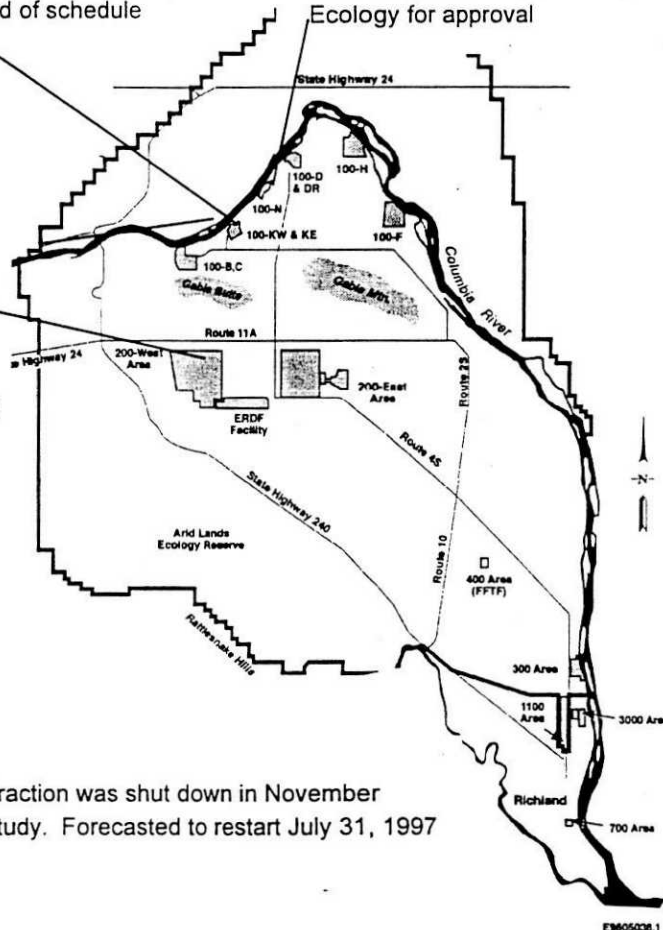 d of schedule
Ecology for approval
State Highway 24
100-H
100-D
& DR
100-N
100-KW & KE
100-F
100-B,C
Columbia River
Gable Butte
Gable Mtn.
Route 11A
Highway 24
200-West
Area
200-East
Area
Route 2S
ERDF
Facility
Route 4S
State Highway 240
N
Arid Lands
Ecology Reserve
Route 10
400 Area
(FFTF)
Rattlesnake Hills
300 Area
1100
Area
3000 Are
raction was shut down in November
tudy. Forecasted to restart July 31, 1997
Richland
700 Area
E9605038.1